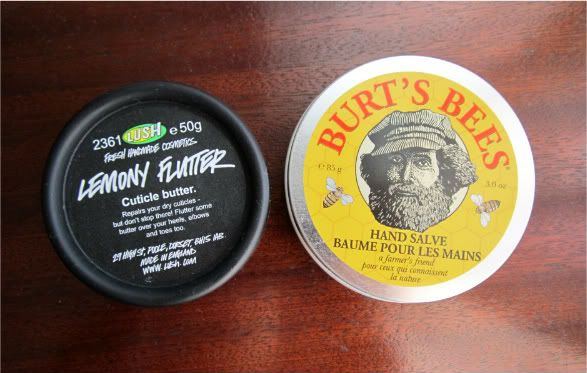 2361 LUSH e50g
FRESH HANDMADE COSMETICS
LEMONY FLUTTER
Cuticle butter.
Repairs your dry cuticles -
but don't stop there! Flutter some
butter over your heels, elbows
and toes too.
29 HIGH ST, POOLE, DORSET, BH15 1AB.
MADE IN ENGLAND
WWW.LUSH.COM
BURT'S BEES®
e 85 g
3.0 oz
HAND SALVE
BAUME POUR LES MAINS
a farmer's friend
pour ceux qui connaissent
la nature